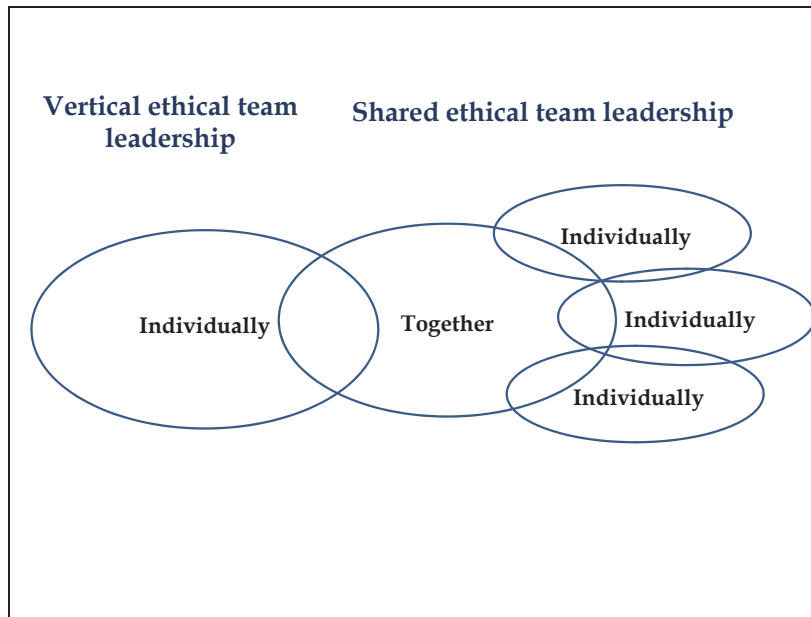 Vertical ethical team
leadership
Shared ethical team leadership
Individually
Together
Individually
Individually
Individually